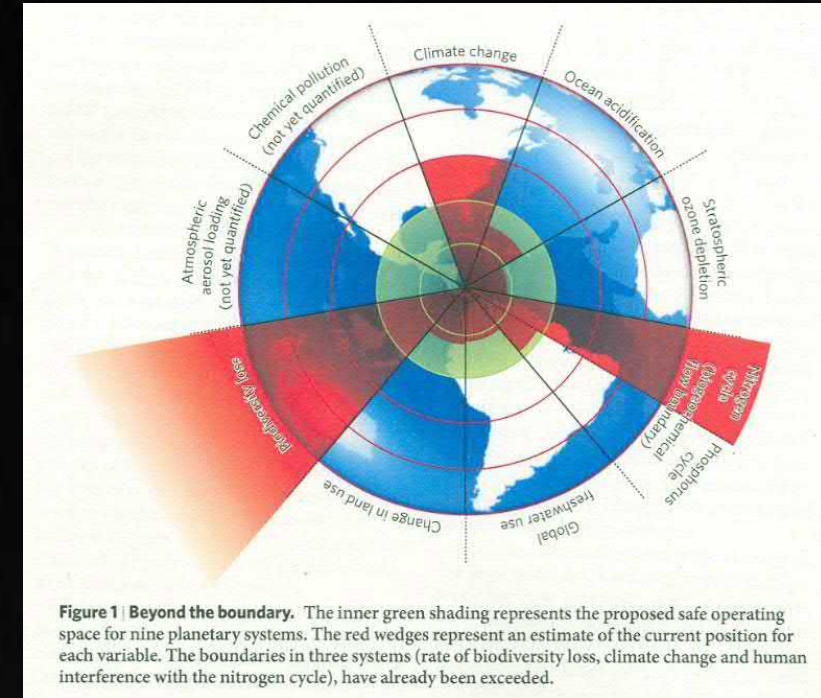 Climate change
Ocean acidification
Stratospheric
ozone depletion
Nitrogen
cycle
(biogeochemical
flow boundary)
Phosphorus
cycle
Global
freshwater use
Change in land use
Biodiversity loss
Atmospheric
aerosol loading
(not yet quantified)
Chemical pollution
(not yet quantified)
Figure 1 | Beyond the boundary. The inner green shading represents the proposed safe operating
space for nine planetary systems. The red wedges represent an estimate of the current position for
each variable. The boundaries in three systems (rate of biodiversity loss, climate change and human
interference with the nitrogen cycle), have already been exceeded.